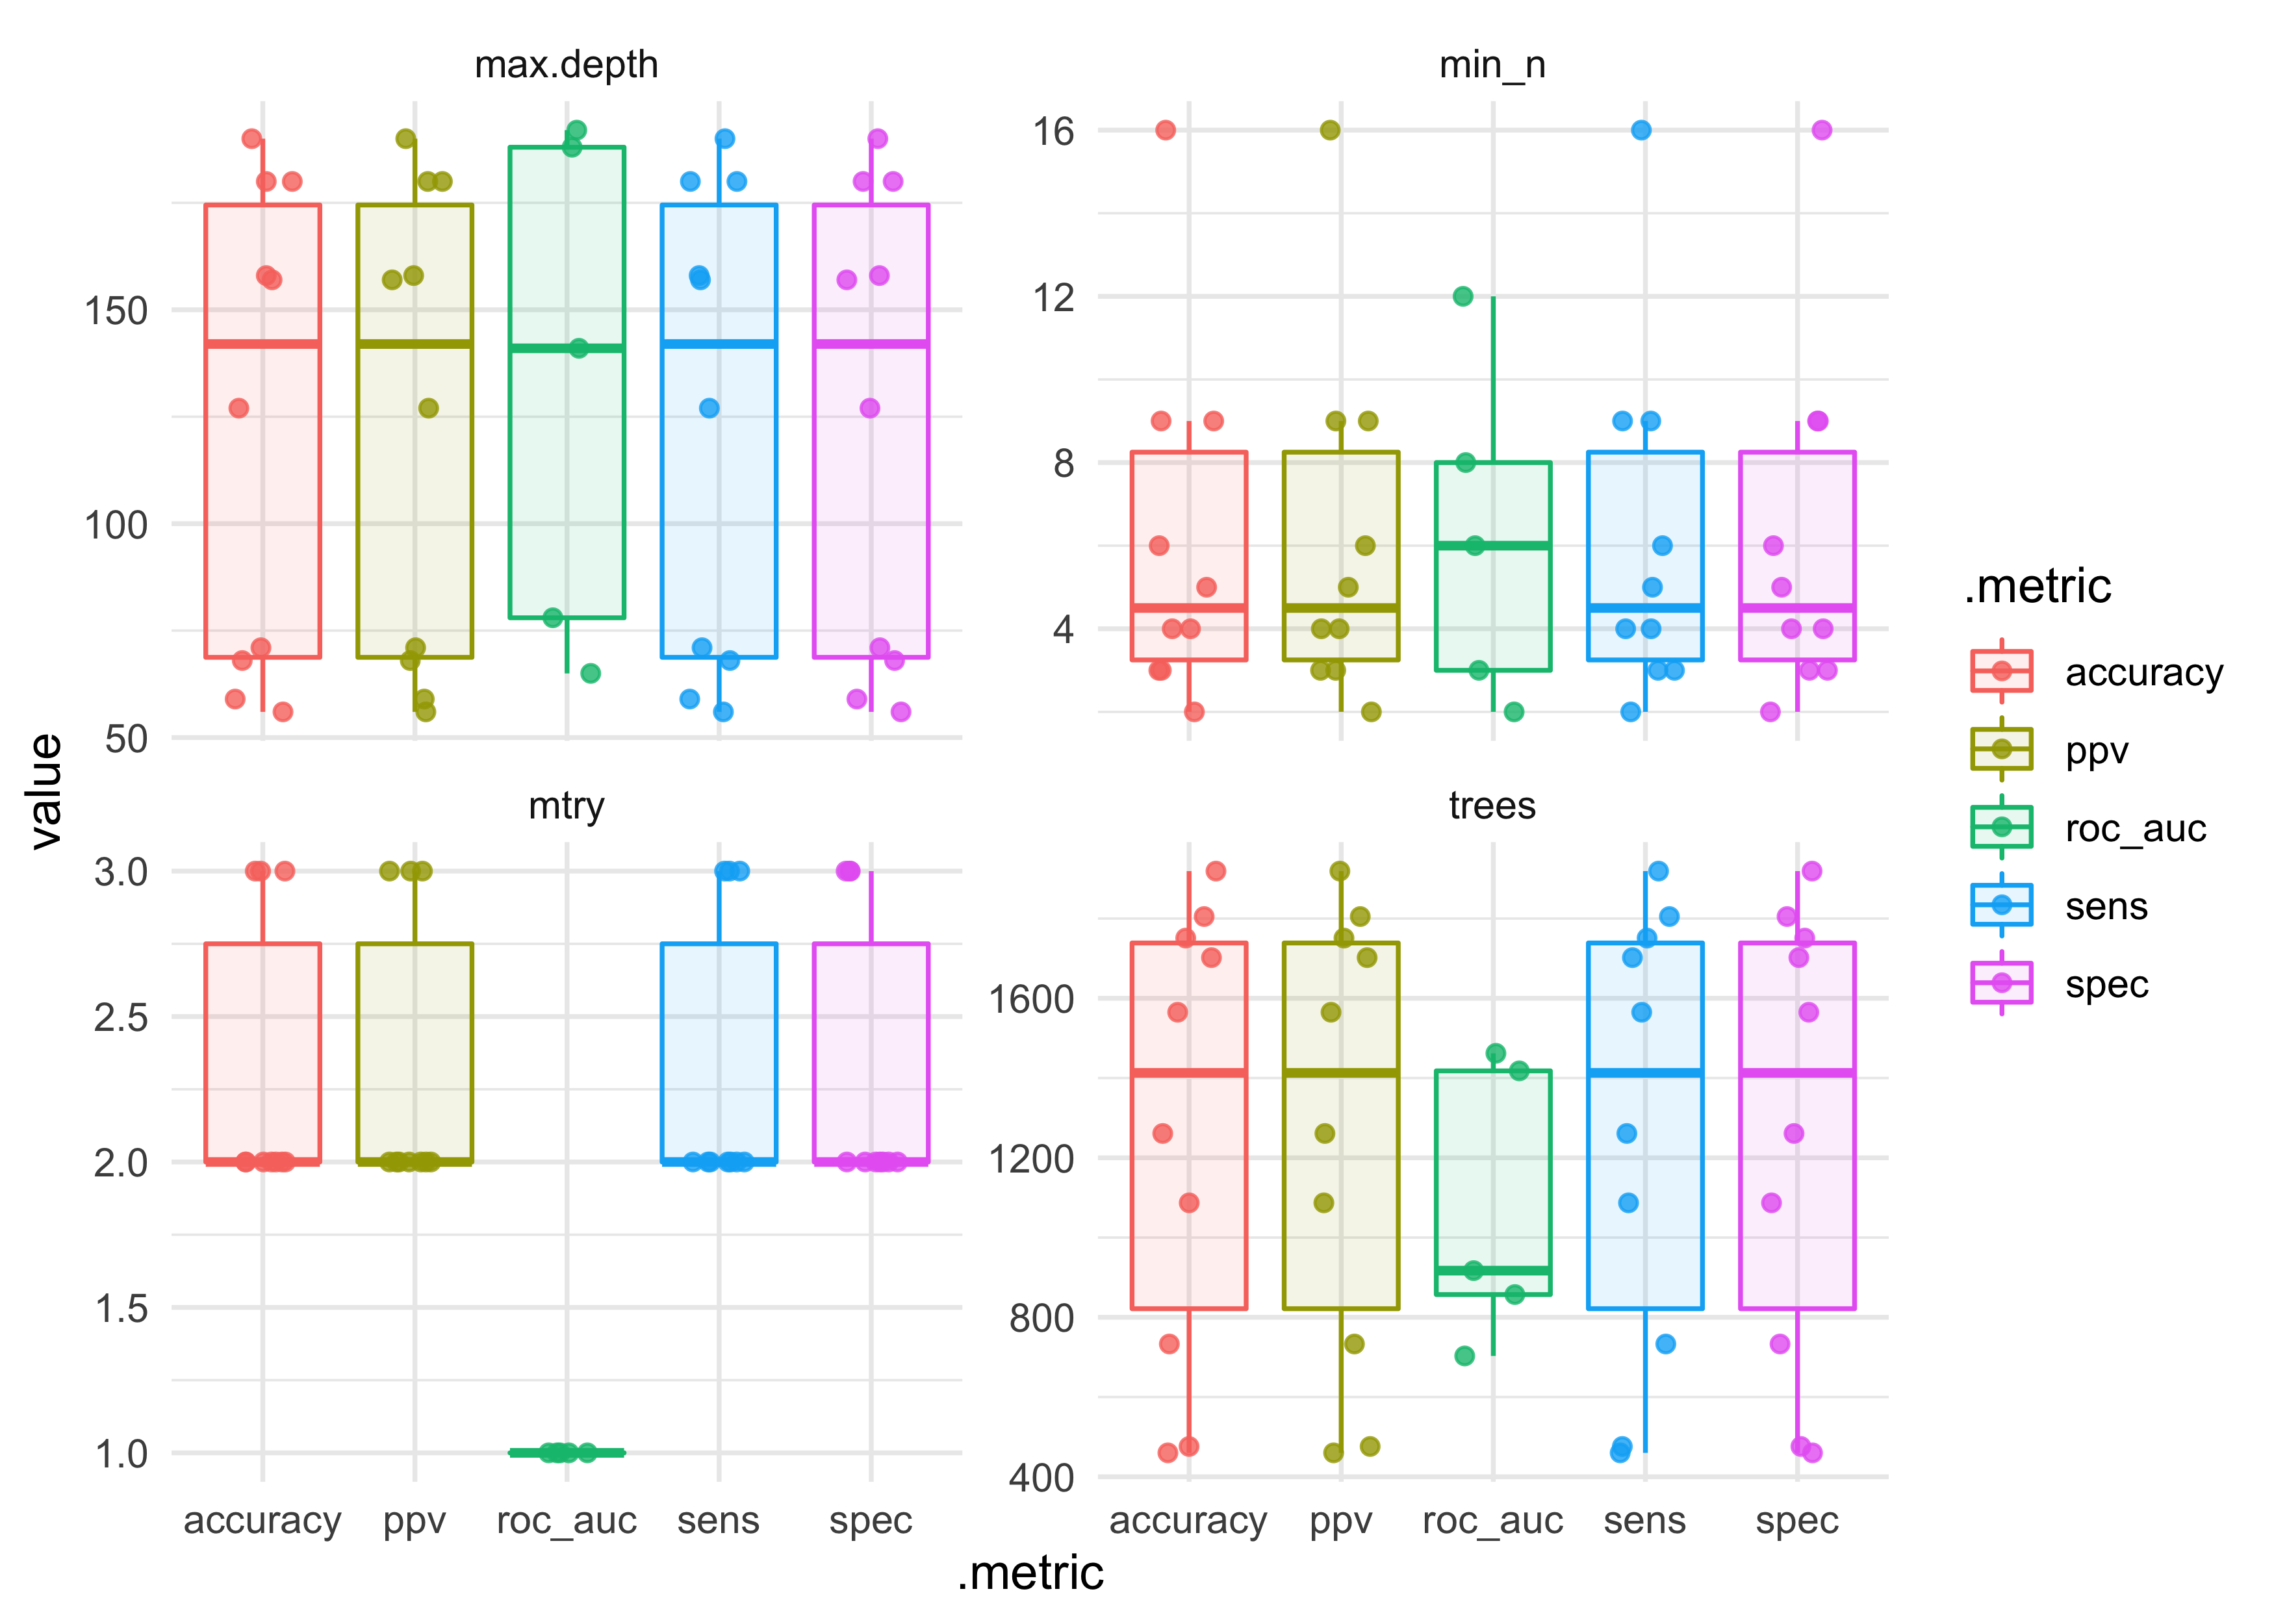 max.depth
min_n
150
100
50
16
12
8
4
value
mtry
trees
3.0
2.5
2.0
1.5
1.0
1600
1200
800
400
accuracy ppv roc_auc sens spec
accuracy ppv roc_auc sens spec
.metric
.metric
accuracy
ppv
roc_auc
sens
spec